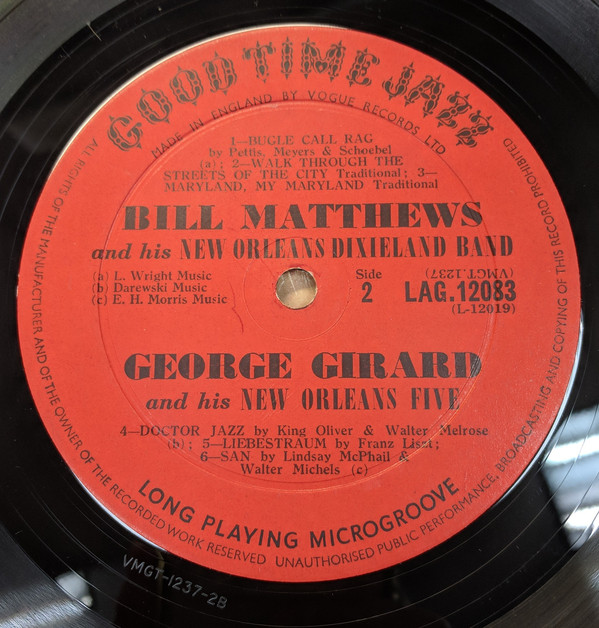 GOOD TIME JAZZ
MADE IN ENGLAND BY VOGUE RECORDS LTD
1—BUGLE CALL RAG
by Pettis, Meyers & Schoebel
(a); 2—WALK THROUGH THE
STREETS OF THE CITY Traditional; 3—
MARYLAND, MY MARYLAND Traditional
BILL MATTHEWS
and his NEW ORLEANS DIXIELAND BAND
(a) L. Wright Music
(b) Darewski Music
(c) E. H. Morris Music
Side
2
(VMGT.1237)
LAG.12083
(L-12019)
GEORGE GIRARD
and his NEW ORLEANS FIVE
4—DOCTOR JAZZ by King Oliver & Walter Melrose
(b); 5—LIEBESTRAUM by Franz Liszt;
6—SAN by Lindsay McPhail &
Walter Michels (c)
LONG PLAYING MICROGROOVE
ALL RIGHTS OF THE MANUFACTURER AND OF THE OWNER OF THE RECORDED WORK RESERVED UNAUTHORISED PUBLIC PERFORMANCE, BROADCASTING AND COPYING OF THIS RECORD PROHIBITED
VMGT-1237-2B